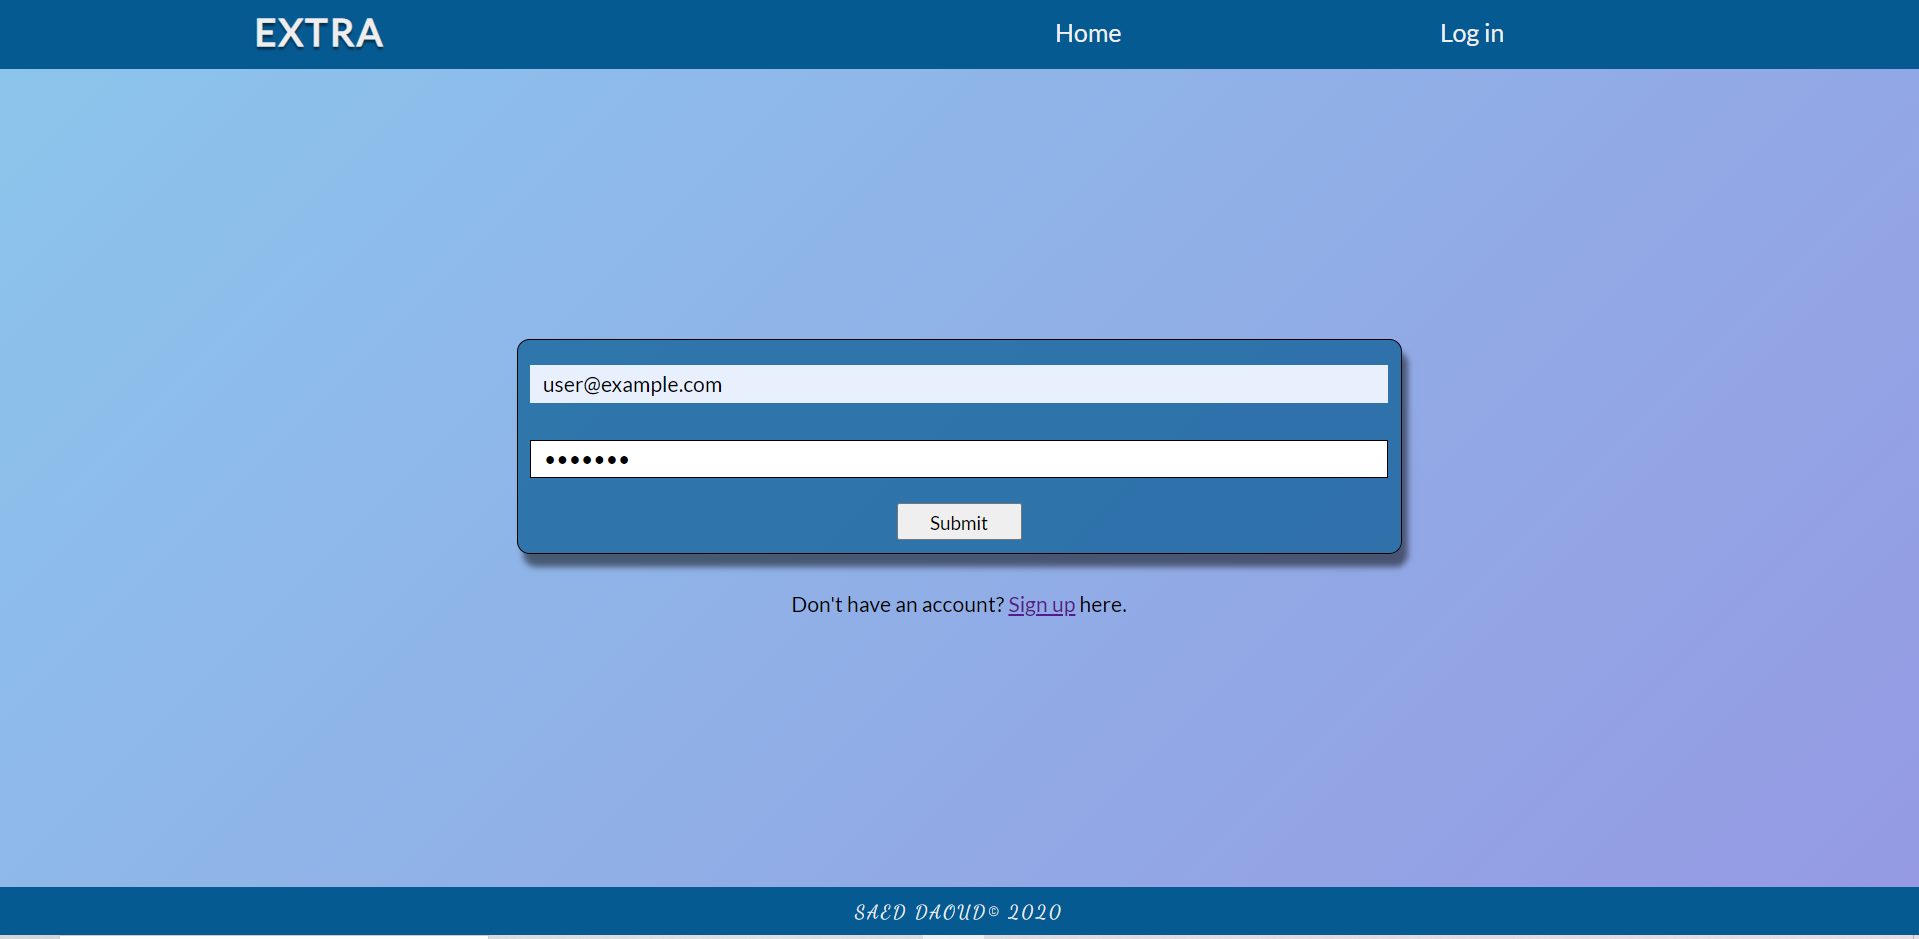 EXTRA
Home
Log in
user@example.com
•••••••
Submit
Don't have an account? Sign up here.
SAED DAOUD© 2020